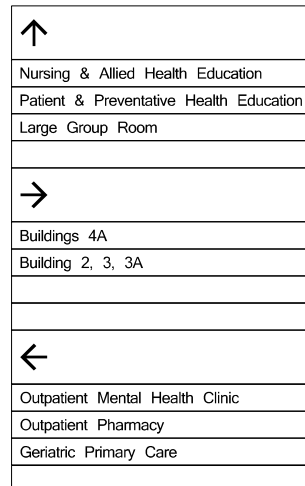 ↑
Nursing & Allied Health Education
Patient & Preventative Health Education
Large Group Room
→
Buildings 4A
Building 2, 3, 3A
←
Outpatient Mental Health Clinic
Outpatient Pharmacy
Geriatric Primary Care